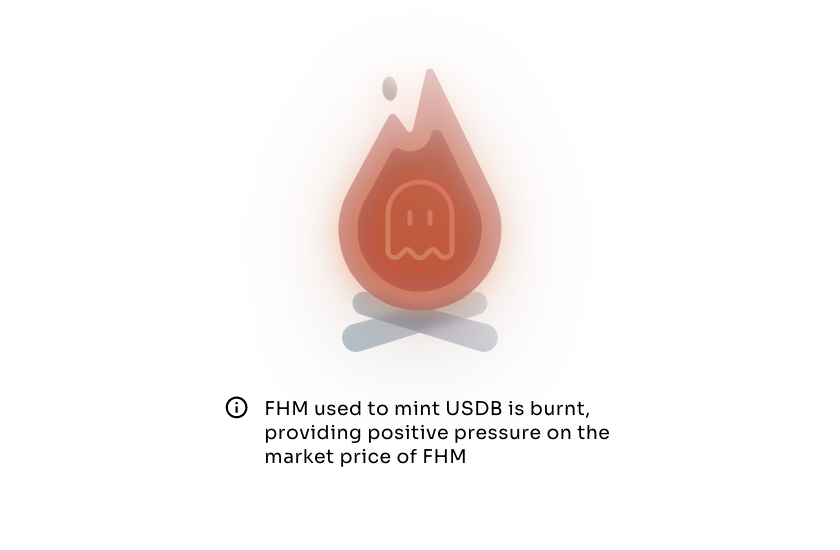 FHM used to mint USDB is burnt,
providing positive pressure on the
market price of FHM